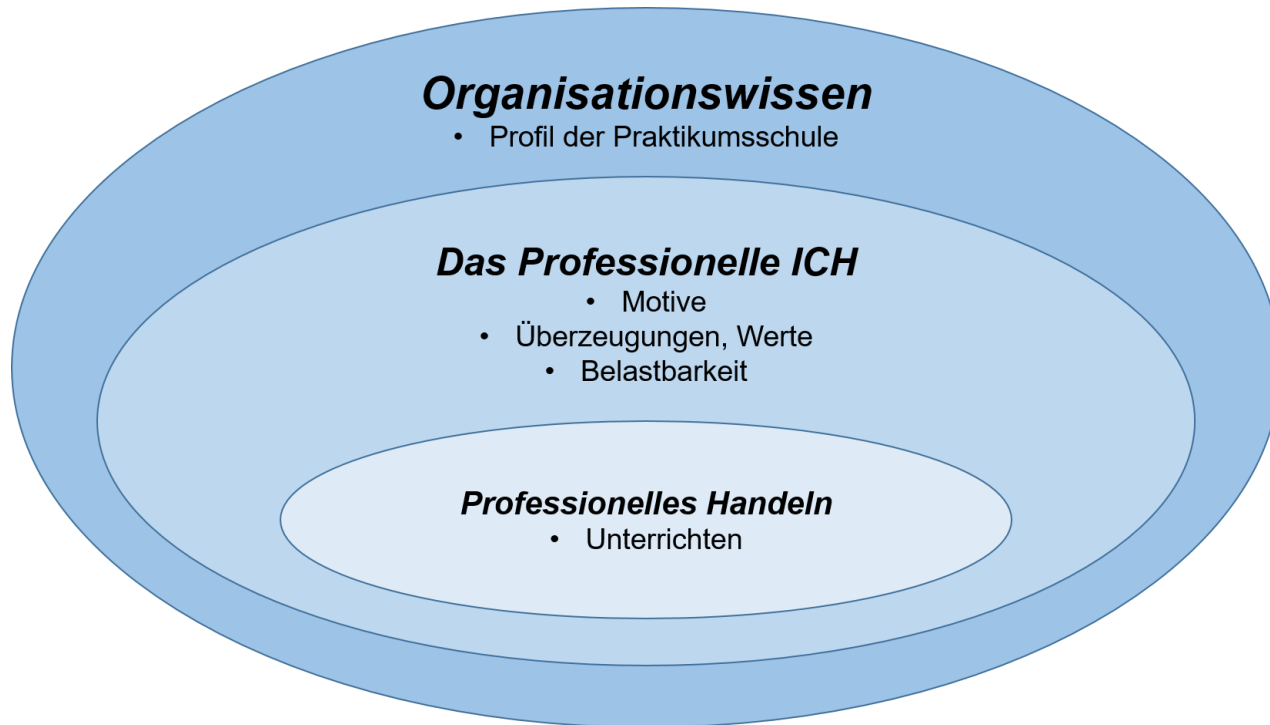 Organisationswissen
• Profil der Praktikumsschule
Das Professionelle ICH
• Motive
• Überzeugungen, Werte
• Belastbarkeit
Professionelles Handeln
• Unterrichten